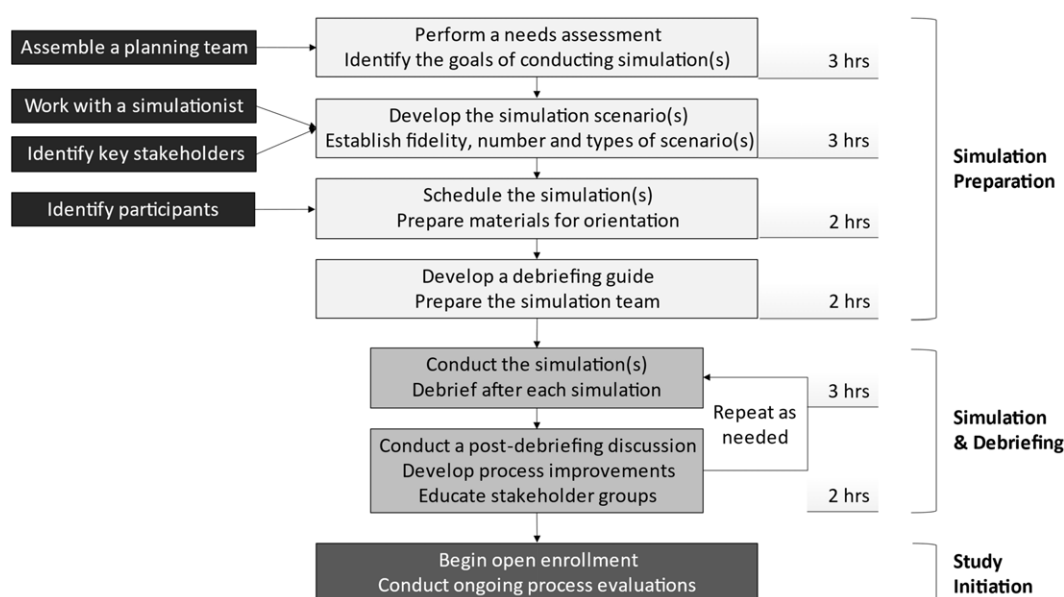 Assemble a planning team
Perform a needs assessment
Identify the goals of conducting simulation(s)
3 hrs
Work with a simulationist
Identify key stakeholders
Develop the simulation scenario(s)
Establish fidelity, number and types of scenario(s)
3 hrs
Simulation
Preparation
Identify participants
Schedule the simulation(s)
Prepare materials for orientation
2 hrs
Develop a debriefing guide
Prepare the simulation team
2 hrs
Conduct the simulation(s)
Debrief after each simulation
3 hrs
Repeat as
needed
Simulation
& Debriefing
Conduct a post-debriefing discussion
Develop process improvements
Educate stakeholder groups
2 hrs
Begin open enrollment
Conduct ongoing process evaluations
Study
Initiation